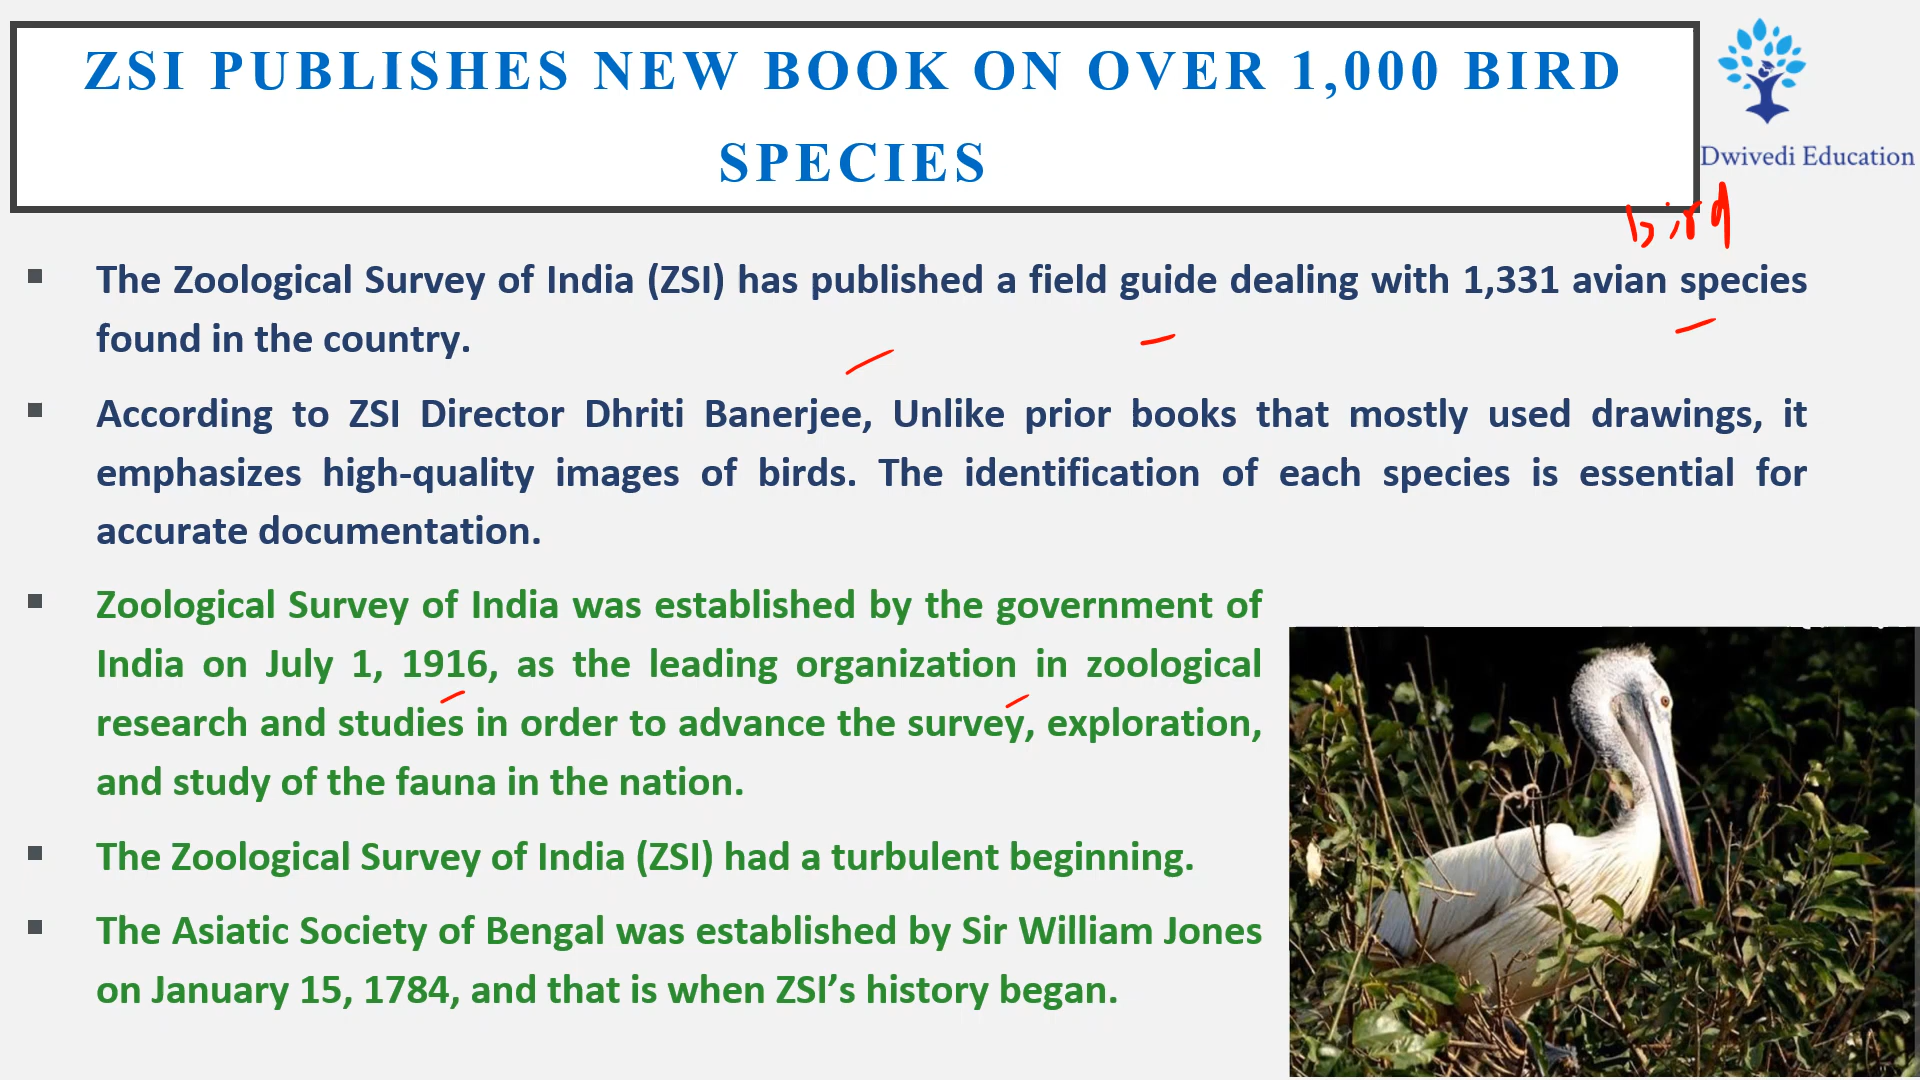 ZSI PUBLISHES NEW BOOK ON OVER 1,000 BIRD
SPECIES
Dwivedi Education
bird
The Zoological Survey of India (ZSI) has published a field guide dealing with 1,331 avian species
found in the country.
According to ZSI Director Dhriti Banerjee, Unlike prior books that mostly used drawings, it
emphasizes high-quality images of birds. The identification of each species is essential for
accurate documentation.
Zoological Survey of India was established by the government of
India on July 1, 1916, as the leading organization in zoological
research and studies in order to advance the survey, exploration,
and study of the fauna in the nation.
The Zoological Survey of India (ZSI) had a turbulent beginning.
The Asiatic Society of Bengal was established by Sir William Jones
on January 15, 1784, and that is when ZSI’s history began.